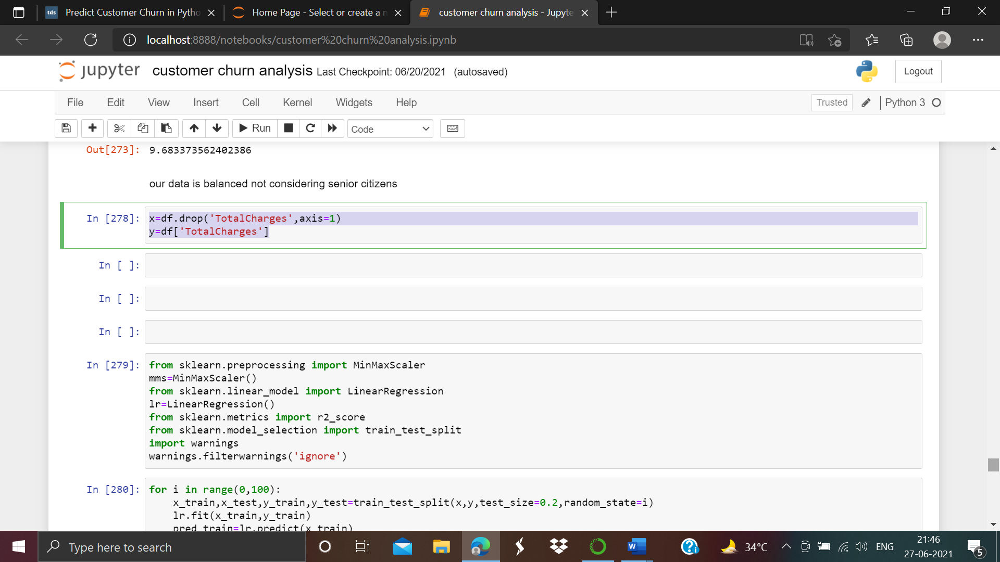 tds Predict Customer Churn in Pytho
Home Page - Select or create a n
customer churn analysis - Jupyte
localhost:8888/notebooks/customer%20churn%20analysis.ipynb
jupyter customer churn analysis Last Checkpoint: 06/20/2021 (autosaved)
Logout
File Edit View Insert Cell Kernel Widgets Help
Trusted Python 3
Run Code
Out[273]: 9.683373562402386
our data is balanced not considering senior citizens
In [278]: x=df.drop('TotalCharges',axis=1)
y=df['TotalCharges']
In [ ]:
In [ ]:
In [ ]:
In [279]: from sklearn.preprocessing import MinMaxScaler
mms=MinMaxScaler()
from sklearn.linear_model import LinearRegression
lr=LinearRegression()
from sklearn.metrics import r2_score
from sklearn.model_selection import train_test_split
import warnings
warnings.filterwarnings('ignore')
In [280]: for i in range(0,100):
x_train,x_test,y_train,y_test=train_test_split(x,y,test_size=0.2,random_state=i)
lr.fit(x_train,y_train)
pred_train=lr.predict(x_train)
Type here to search
W
34°C
ENG
21:46
27-06-2021
5